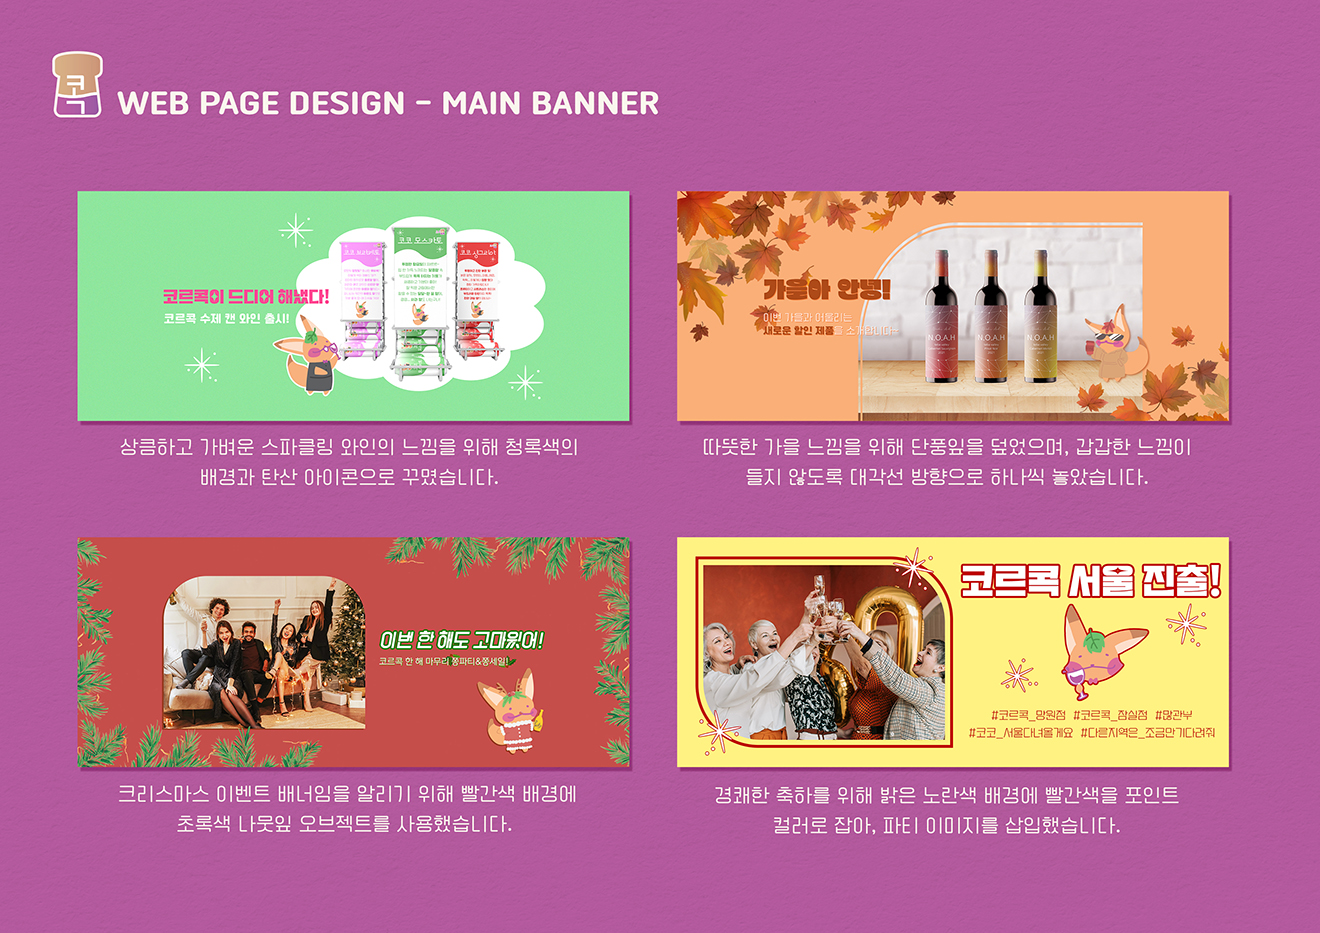 콕
WEB PAGE DESIGN - MAIN BANNER
코르콕이 드디어 해냈다!
코르콕 수제 캔 와인 출시!
코코 모스카토
코코 샹그리아
가을아 안녕!
이번 가을과 어울리는
새로운 할인 제품을 소개합니다~
N.O.A.H
N.O.A.H
N.O.A.H
상큼하고 가벼운 스파클링 와인의 느낌을 위해 청록색의
배경과 탄산 아이콘으로 꾸몄습니다.
따뜻한 가을 느낌을 위해 단풍잎을 덮었으며, 갑갑한 느낌이
들지 않도록 대각선 방향으로 하나씩 놓았습니다.
이번 한 해도 고마웠어!
코르콕 한 해 마무리 쫑파티&쫑세일!
코르콕 서울 진출!
#코르콕_망원점 #코르콕_잠실점 #많관부
#코코_서울다녀올게요 #다른지역은_조금만기다려줘
크리스마스 이벤트 배너임을 알리기 위해 빨간색 배경에
초록색 나뭇잎 오브젝트를 사용했습니다.
경쾌한 축하를 위해 밝은 노란색 배경에 빨간색을 포인트
컬러로 잡아, 파티 이미지를 삽입했습니다.